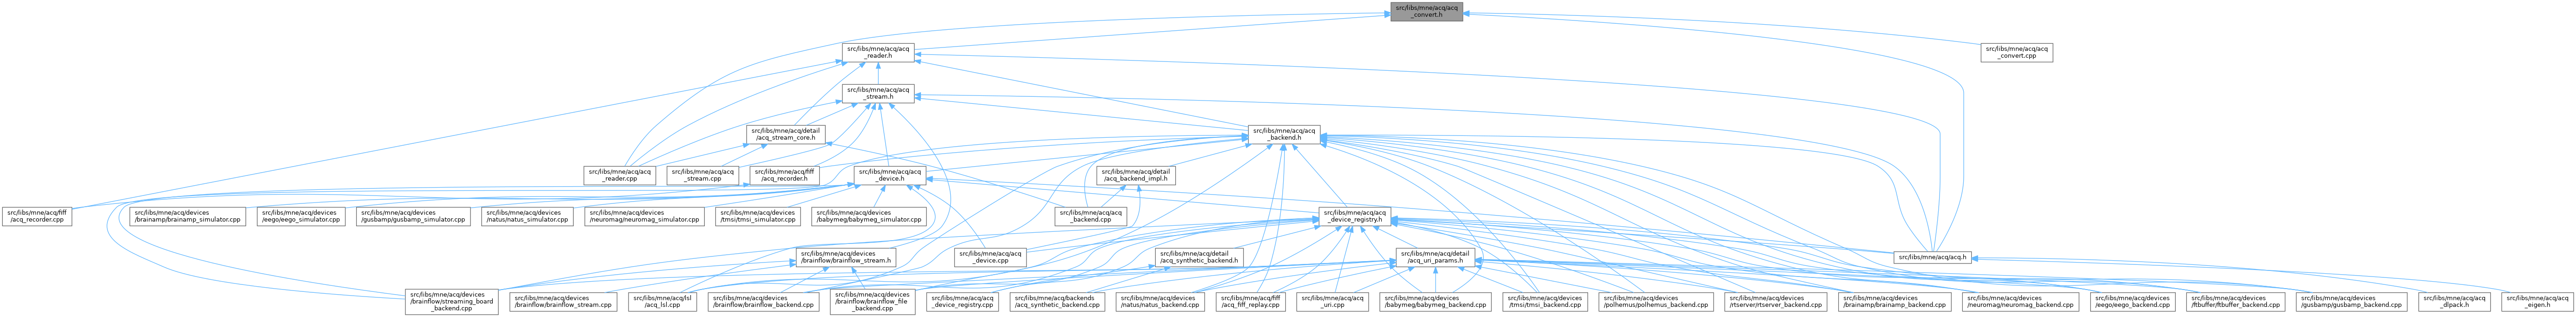 src/libs/mne/acq/acq
_convert.h
src/libs/mne/acq/acq
_reader.h
src/libs/mne/acq/acq
_convert.cpp
src/libs/mne/acq/acq
_stream.h
src/libs/mne/acq/detail
/acq_stream_core.h
src/libs/mne/acq/acq
_backend.h
src/libs/mne/acq/acq
_reader.cpp
src/libs/mne/acq/acq
_stream.cpp
src/libs/mne/acq/fiff
/acq_recorder.h
src/libs/mne/acq/acq
_device.h
src/libs/mne/acq/detail
/acq_backend_impl.h
src/libs/mne/acq/fiff
/acq_recorder.cpp
src/libs/mne/acq/devices
/brainamp/brainamp_simulator.cpp
src/libs/mne/acq/devices
/eego/eego_simulator.cpp
src/libs/mne/acq/devices
/gusbamp/gusbamp_simulator.cpp
src/libs/mne/acq/devices
/natus/natus_simulator.cpp
src/libs/mne/acq/devices
/neuromag/neuromag_simulator.cpp
src/libs/mne/acq/devices
/tmsi/tmsi_simulator.cpp
src/libs/mne/acq/devices
/babymeg/babymeg_simulator.cpp
src/libs/mne/acq/acq
_backend.cpp
src/libs/mne/acq/acq
_device_registry.h
src/libs/mne/acq/devices
/brainflow/brainflow_stream.h
src/libs/mne/acq/acq
_device.cpp
src/libs/mne/acq/detail
/acq_synthetic_backend.h
src/libs/mne/acq/detail
/acq_uri_params.h
src/libs/mne/acq/acq.h
src/libs/mne/acq/devices
/brainflow/streaming_board
_backend.cpp
src/libs/mne/acq/devices
/brainflow/brainflow_stream.cpp
src/libs/mne/acq/lsl
/acq_lsl.cpp
src/libs/mne/acq/devices
/brainflow/brainflow_backend.cpp
src/libs/mne/acq/devices
/brainflow/brainflow_file
_backend.cpp
src/libs/mne/acq/acq
_device_registry.cpp
src/libs/mne/acq/backends
/acq_synthetic_backend.cpp
src/libs/mne/acq/devices
/natus/natus_backend.cpp
src/libs/mne/acq/fiff
/acq_fiff_replay.cpp
src/libs/mne/acq/acq
_uri.cpp
src/libs/mne/acq/devices
/babymeg/babymeg_backend.cpp
src/libs/mne/acq/devices
/tmsi/tmsi_backend.cpp
src/libs/mne/acq/devices
/polhemus/polhemus_backend.cpp
src/libs/mne/acq/devices
/rtserver/rtserver_backend.cpp
src/libs/mne/acq/devices
/brainamp/brainamp_backend.cpp
src/libs/mne/acq/devices
/neuromag/neuromag_backend.cpp
src/libs/mne/acq/devices
/eego/eego_backend.cpp
src/libs/mne/acq/devices
/ftbuffer/ftbuffer_backend.cpp
src/libs/mne/acq/devices
/gusbamp/gusbamp_backend.cpp
src/libs/mne/acq/acq
_dlpack.h
src/libs/mne/acq/acq
_eigen.h